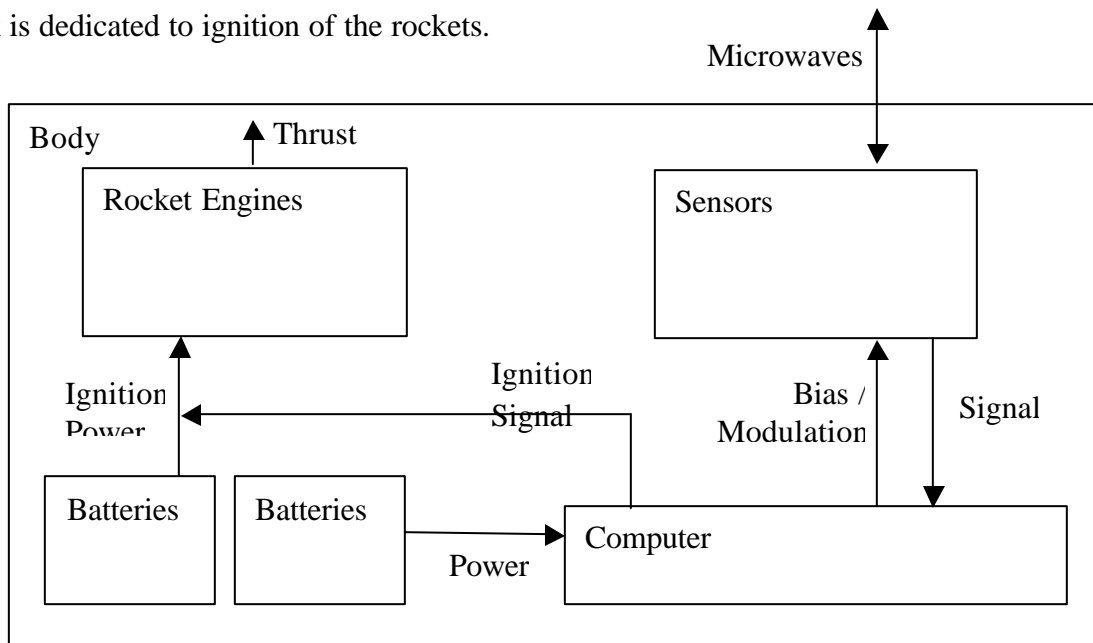 is dedicated to ignition of the rockets.
Microwaves
Body
Thrust
Rocket Engines
Sensors
Ignition
Power
Ignition
Signal
Bias /
Modulation
Signal
Batteries
Batteries
Power
Computer